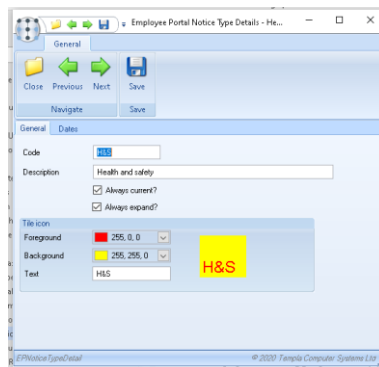 Employee Portal Notice Type Details - He...
General
Close Previous Next Save
Navigate Save
General Dates
Code H&S
Description Health and safety
Always current?
Always expand?
Tile icon
Foreground 255, 0, 0
Background 255, 255, 0
Text H&S
H&S
EPNoticeTypeDetail © 2020 Templa Computer Systems Ltd